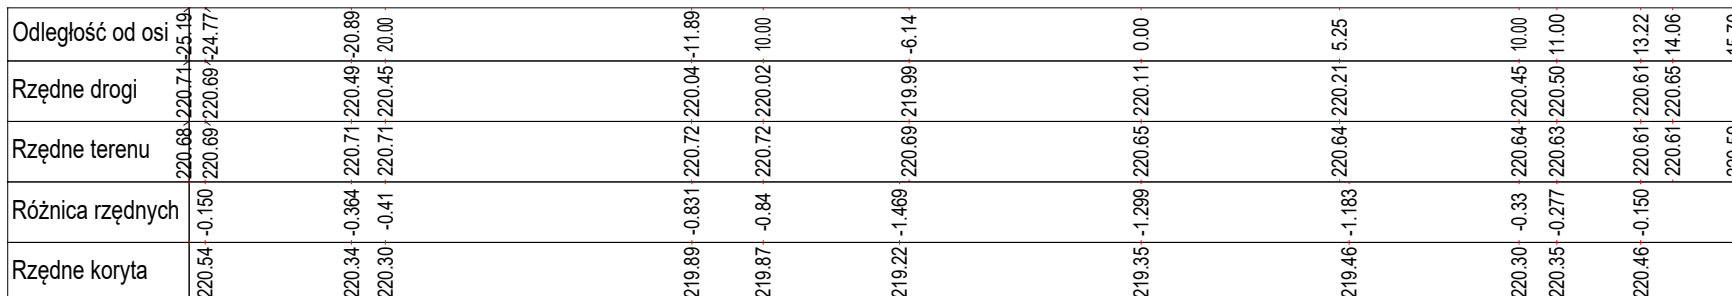 Odległość od osi -25.19 -24.77 -20.89 20.00 -11.89 10.00 -6.14 0.00 5.25 10.00 11.00 13.22 14.06
Rzędne drogi 220.71 220.69 220.49 220.45 220.04 220.02 219.99 220.11 220.21 220.45 220.50 220.61 220.65
Rzędne terenu 220.68 220.69 220.71 220.71 220.72 220.72 220.69 220.65 220.64 220.64 220.63 220.61 220.61
Różnica rzędnych -0.150 -0.364 -0.41 -0.831 -0.84 -1.469 -1.299 -1.183 -0.33 -0.277 -0.150
Rzędne koryta 220.54 220.34 220.30 219.89 219.87 219.22 219.35 219.46 220.30 220.35 220.46